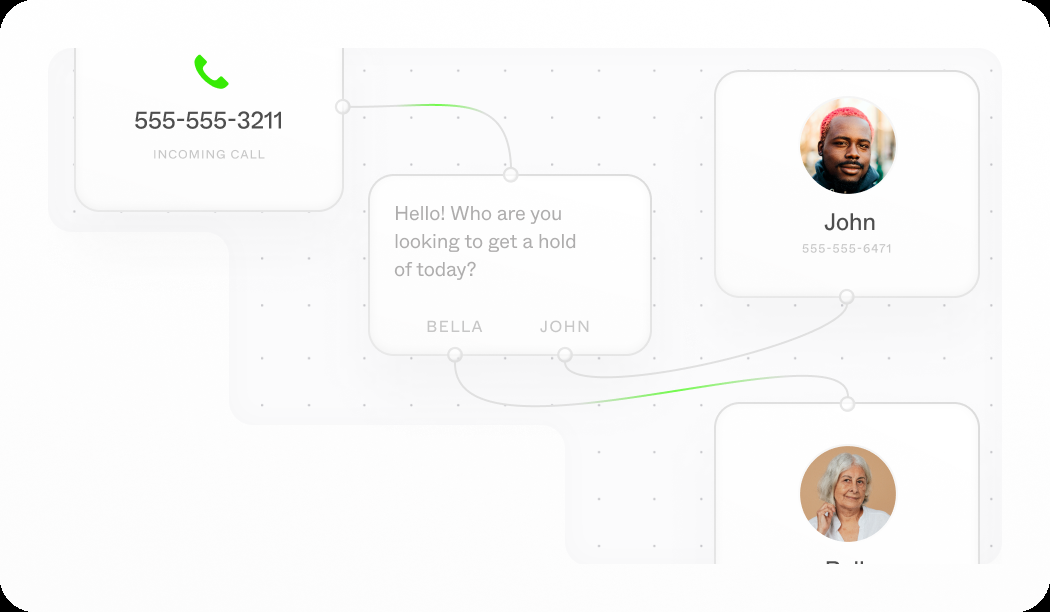 555-555-3211
INCOMING CALL
Hello! Who are you
looking to get a hold
of today?
BELLA
JOHN
John
555-555-6471